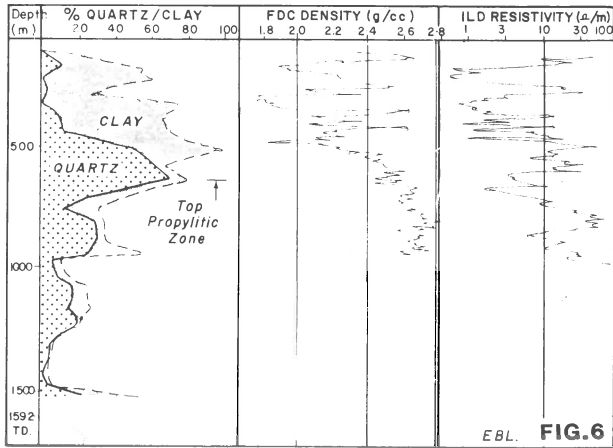 Depth (m)
% QUARTZ/CLAY
0 20 40 60 80 100
FDC DENSITY (g/cc)
1.8 2.0 2.2 2.4 2.6 2.8
ILD RESISTIVITY (Ω/m)
1 3 10 30 100
CLAY
500
QUARTZ
Top
Propylitic
Zone
1000
1500
1592
TD.
EBL.
FIG.6